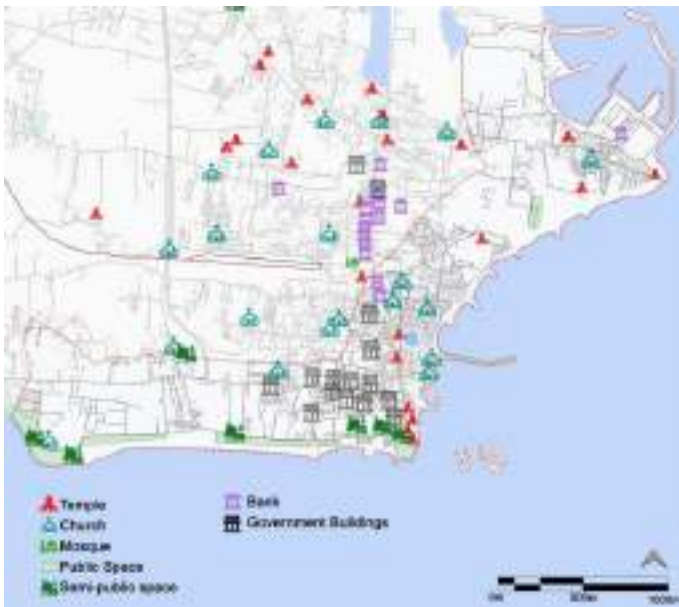 Temple
Church
Mosque
Public Space
Semi-public space
Bank
Government Buildings